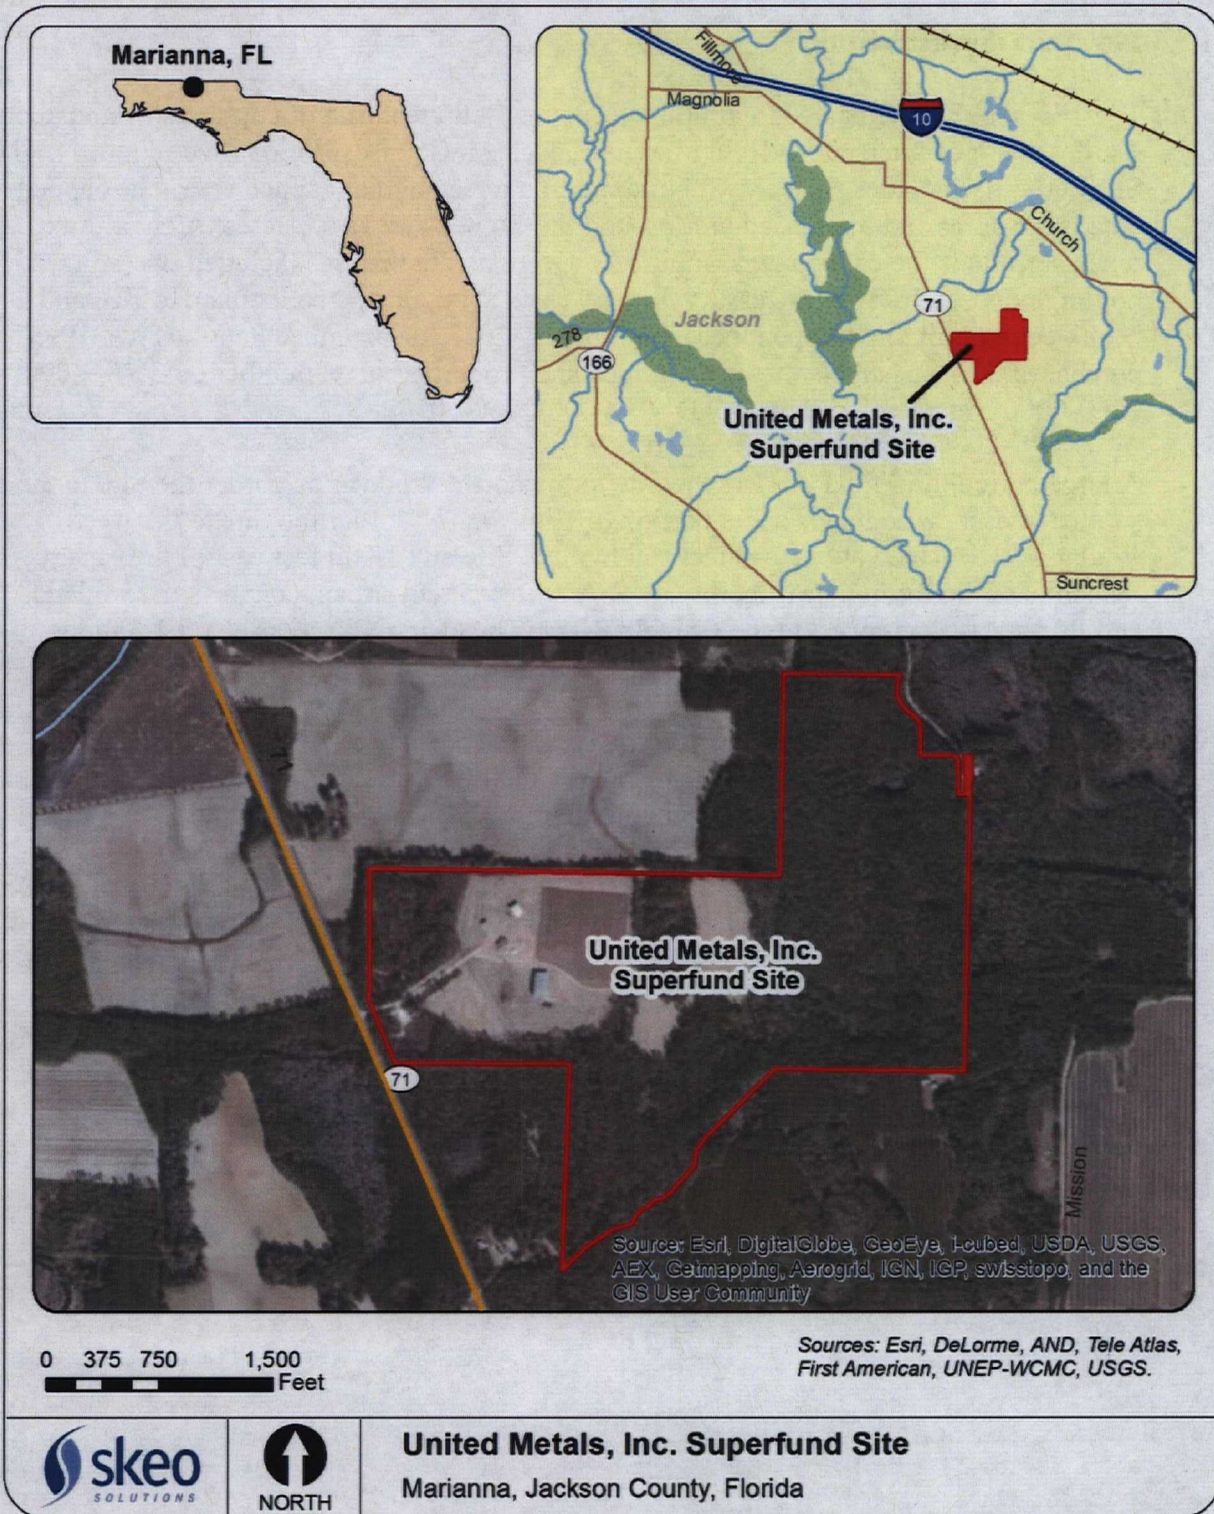 Marianna, FL
Fillmore
Magnolia
10
Church
71
Jackson
278
166
United Metals, Inc.
Superfund Site
Suncrest
71
United Metals, Inc.
Superfund Site
71
Mission
Source: Esri, DigitalGlobe, GeoEye, i-cubed, USDA, USGS,
AEX, Getmapping, Aerogrid, IGN, IGP, swisstopo, and the
GIS User Community
0 375 750 1,500
Feet
Sources: Esri, DeLorme, AND, Tele Atlas,
First American, UNEP-WCMC, USGS.
skeo
SOLUTIONS
NORTH
United Metals, Inc. Superfund Site
Marianna, Jackson County, Florida